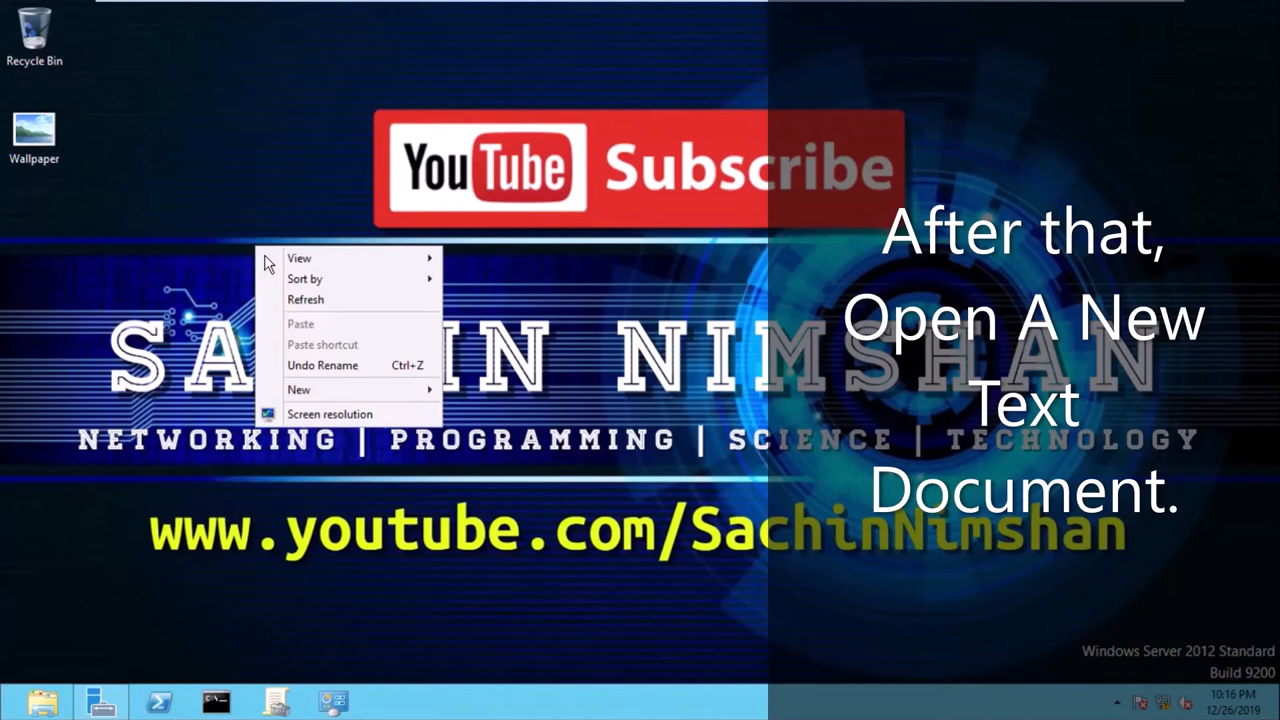 Recycle Bin
Wallpaper
YouTube Subscribe
After that,
Open A New
Text
Document.
View
Sort by
Refresh
Paste
Paste shortcut
Undo Rename Ctrl+Z
New
Screen resolution
SA IN NIMSHAN
NETWORKING | PROGRAMMING | SCIENCE | TECHNOLOGY
www.youtube.com/SachinNimshan
Windows Server 2012 Standard
Build 9200
10:16 PM
12/26/2019